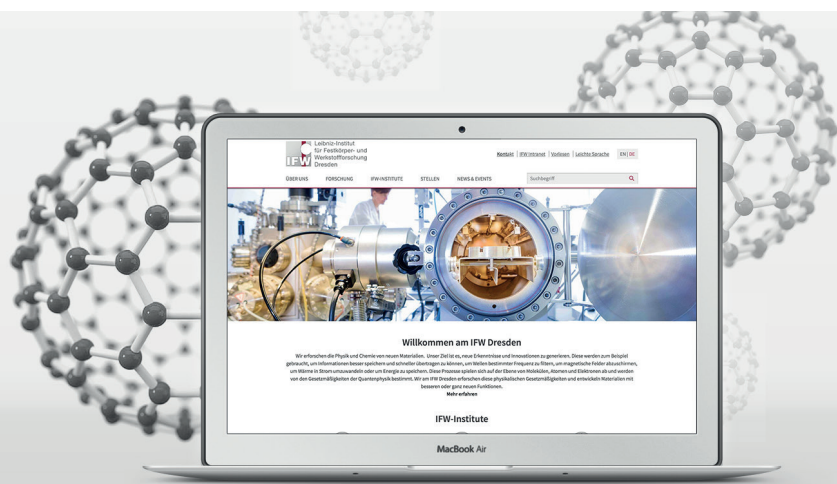 Leibniz-Institut
für Festkörper- und
Werkstoffforschung
Dresden
IFW
Kontakt | IFW Intranet | Vorlesen | Leichte Sprache EN | DE
ÜBER UNS FORSCHUNG IFW-INSTITUTE STELLEN NEWS & EVENTS Suchbegriff
Willkommen am IFW Dresden
Wir erforschen die Physik und Chemie von neuen Materialien. Unser Ziel ist es, neue Erkenntnisse und Innovationen zu generieren. Diese werden zum Beispiel
gebraucht, um Informationen besser speichern und schneller übertragen zu können, um Wellen bestimmter Frequenz zu filtern, um magnetische Felder abzuschirmen,
um Wärme in Strom umzuwandeln oder um Energie zu speichern. Diese Prozesse spielen sich auf der Ebene von Molekülen, Atomen und Elektronen ab und werden
von den Gesetzmäßigkeiten der Quantenphysik bestimmt. Wir am IFW Dresden erforschen diese physikalischen Gesetzmäßigkeiten und entwickeln Materialien mit
besseren oder ganz neuen Funktionen.
Mehr erfahren
IFW-Institute
MacBook Air